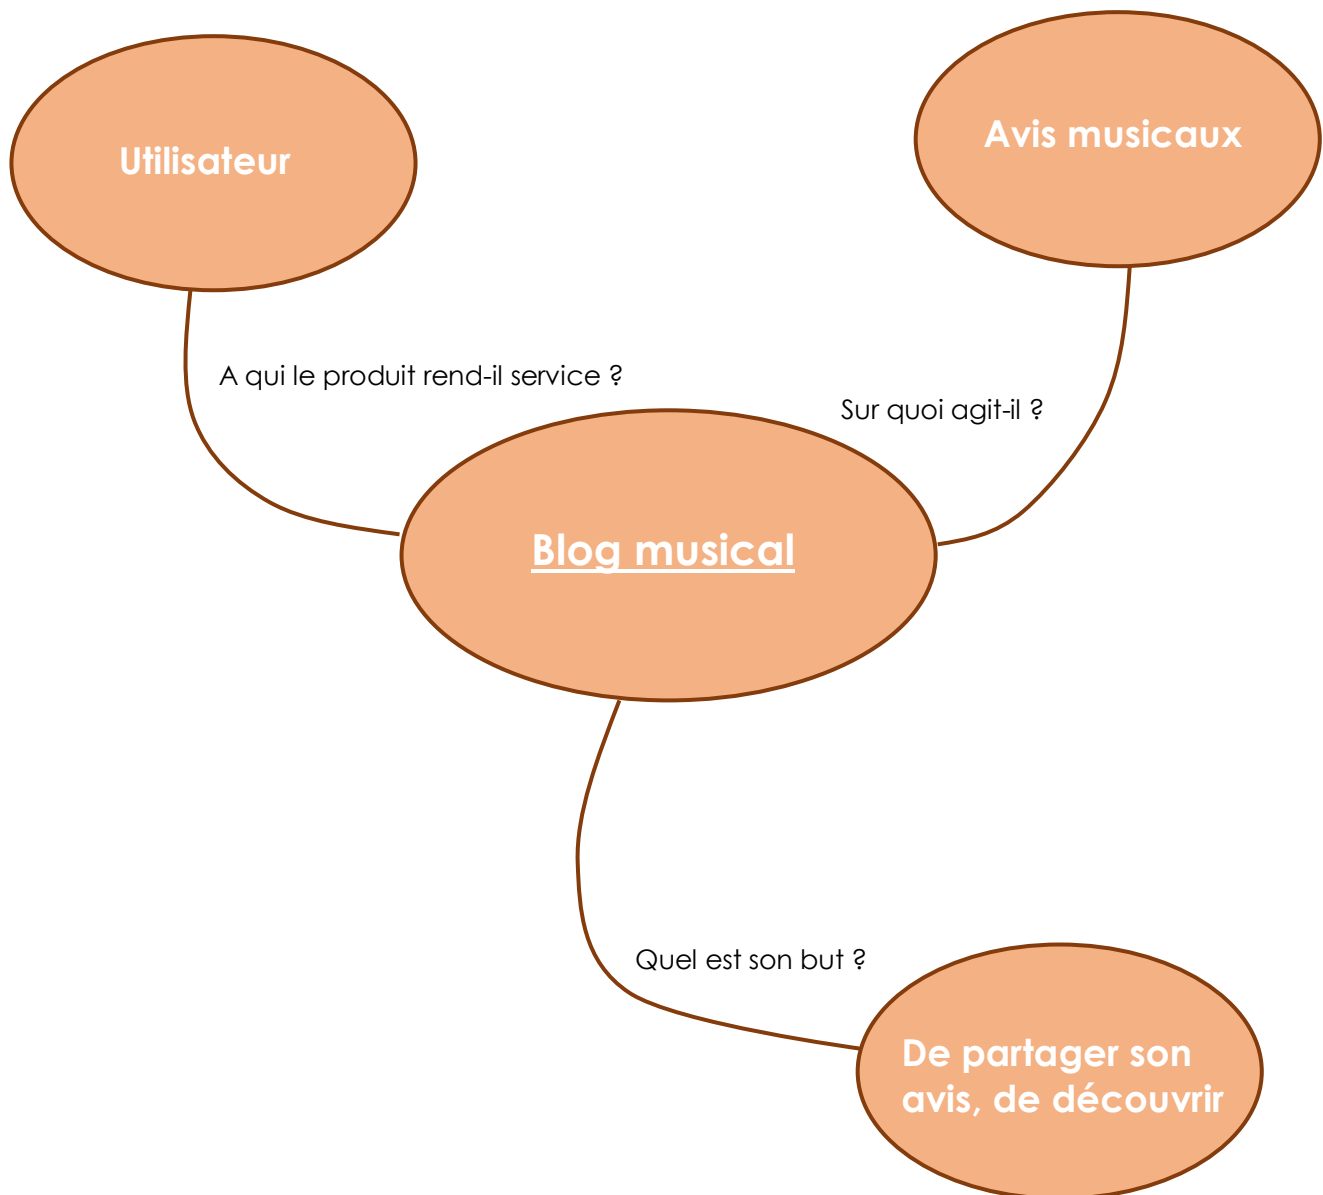 Utilisateur
Avis musicaux
A qui le produit rend-il service ?
Sur quoi agit-il ?
Blog musical
Quel est son but ?
De partager son
avis, de découvrir